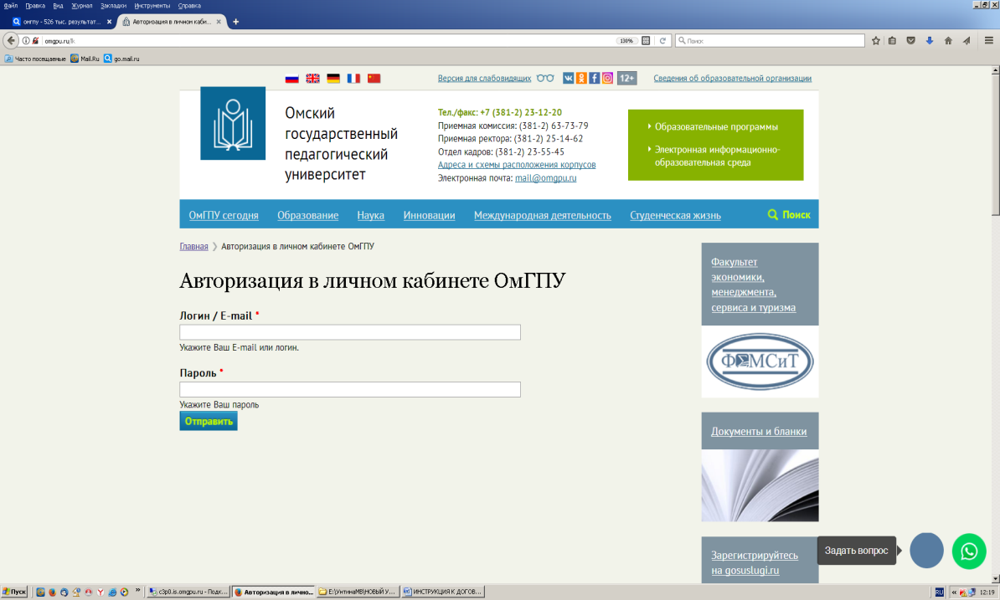 Файл Правка Вид Журнал Закладки Инструменты Справка
омгпу - 526 тыс. результат...
Авторизация в личном каби...
omgpu.ru/lk
130%
Поиск
Часто посещаемые Mail.Ru go.mail.ru
Версия для слабовидящих
12+
Сведения об образовательной организации
Омский
государственный
педагогический
университет
Тел./факс: +7 (381-2) 23-12-20
Приемная комиссия: (381-2) 63-73-79
Приемная ректора: (381-2) 25-14-62
Отдел кадров: (381-2) 23-55-45
Адреса и схемы расположения корпусов
Электронная почта: mail@omgpu.ru
Образовательные программы
Электронная информационно-
образовательная среда
ОмГПУ сегодня Образование Наука Инновации Международная деятельность Студенческая жизнь Поиск
Главная Авторизация в личном кабинете ОмГПУ
Авторизация в личном кабинете ОмГПУ
Логин / E-mail *
Укажите Ваш E-mail или логин.
Пароль *
Укажите Ваш пароль
Отправить
Факультет
экономики,
менеджмента,
сервиса и туризма
ФЭМСиТ
Документы и бланки
Зарегистрируйтесь
на gosuslugi.ru
Задать вопрос
Пуск
c3p0.is.omgpu.ru - Подк...
Авторизация в лично...
E:\УнтинаМВ\НОВЫЙ У...
ИНСТРУКЦИЯ К ДОГОВ...
RU
12:19